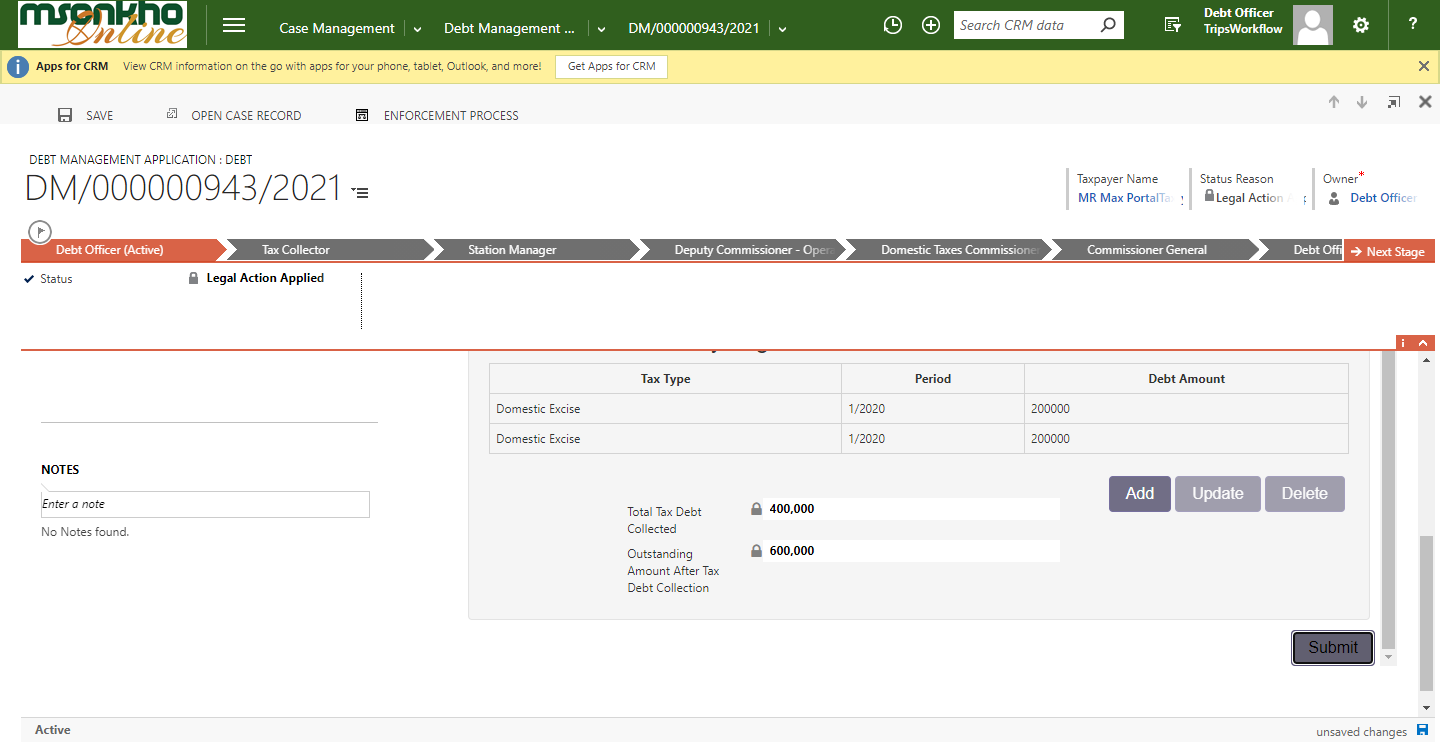 msonkho
Online
Case Management
Debt Management ...
DM/000000943/2021
Search CRM data
Debt Officer
TripsWorkflow
?
i
Apps for CRM
View CRM information on the go with apps for your phone, tablet, Outlook, and more!
Get Apps for CRM
SAVE
OPEN CASE RECORD
ENFORCEMENT PROCESS
DEBT MANAGEMENT APPLICATION : DEBT
DM/000000943/2021
Taxpayer Name
MR Max PortalTa
Status Reason
Legal Action
Owner*
Debt Officer
Debt Officer (Active)
Tax Collector
Station Manager
Deputy Commissioner - Oper
Domestic Taxes Commissione
Commissioner General
Debt Offi
Next Stage
Status
Legal Action Applied
i
Tax Type
Period
Debt Amount
Domestic Excise
1/2020
200000
Domestic Excise
1/2020
200000
NOTES
Enter a note
No Notes found.
Add
Update
Delete
Total Tax Debt
Collected
400,000
Outstanding
Amount After Tax
Debt Collection
600,000
Submit
Active
unsaved changes